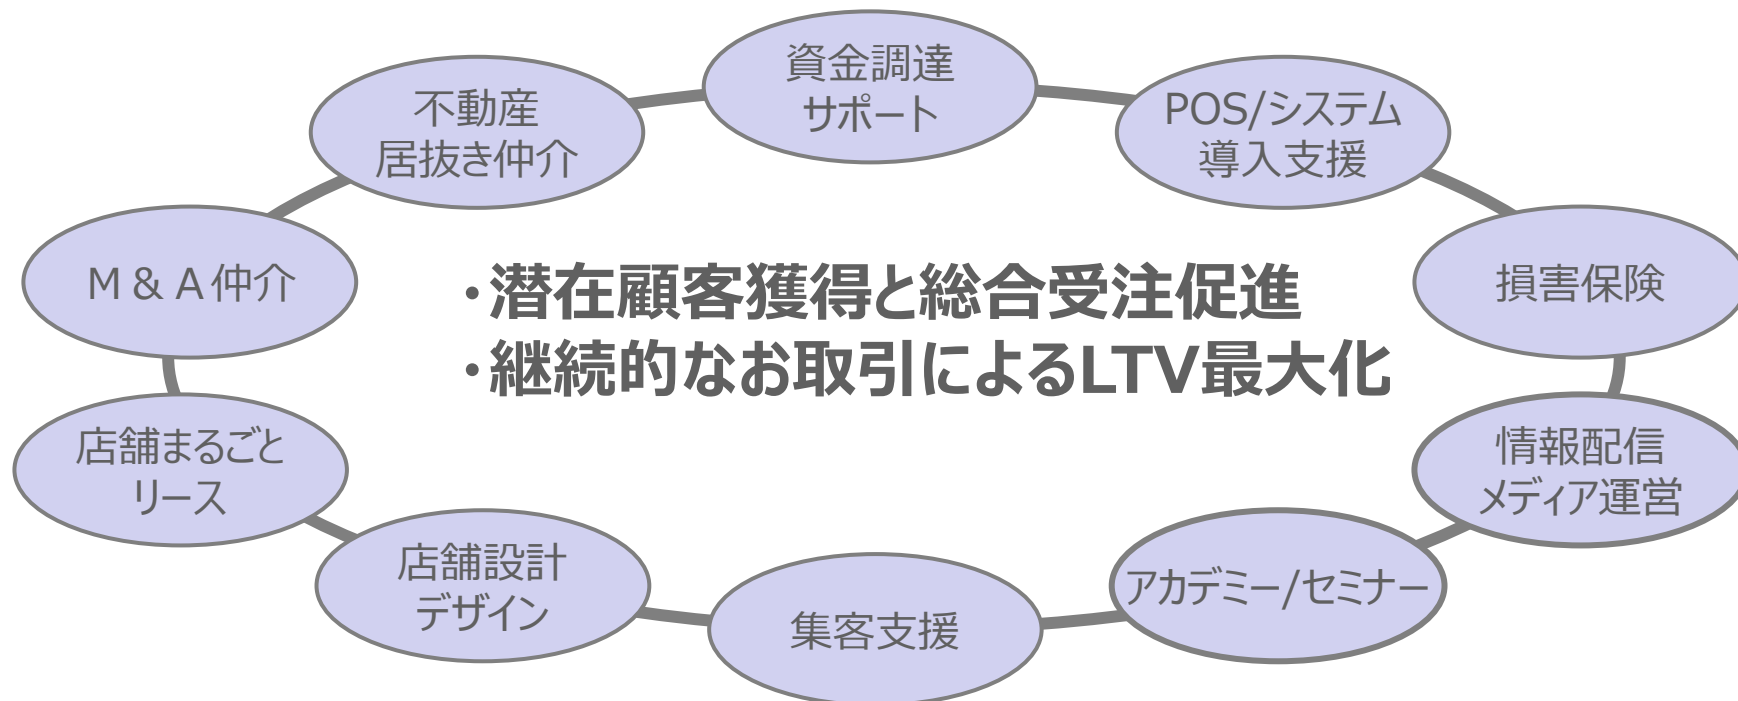 資金調達
サポート
不動産
居抜き仲介
POS/システム
導入支援
M & A 仲介
損害保険
・潜在顧客獲得と総合受注促進
・継続的なお取引によるLTV最大化
店舗まるごと
リース
情報配信
メディア運営
店舗設計
デザイン
アカデミー/セミナー
集客支援